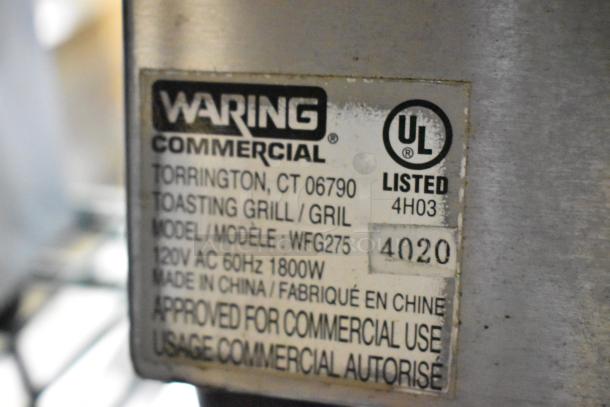 WARING
COMMERCIAL®
UL®
LISTED
4H03
TORRINGTON, CT 06790
TOASTING GRILL / GRIL
MODEL / MODÈLE: WFG275
4020
120V AC 60Hz 1800W
MADE IN CHINA / FABRIQUÉ EN CHINE
APPROVED FOR COMMERCIAL USE
USAGE COMMERCIAL AUTORISÉ